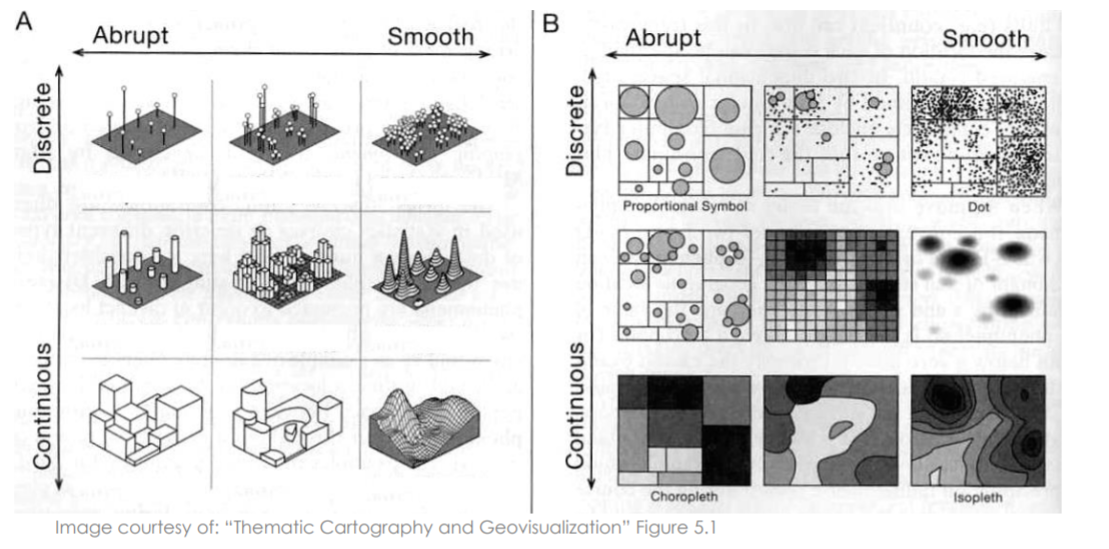 A
Abrupt
Smooth
Discrete
Continuous
B
Abrupt
Smooth
Discrete
Continuous
Proportional Symbol
Dot
Choropleth
Isopleth
Image courtesy of: “Thematic Cartography and Geovisualization” Figure 5.1